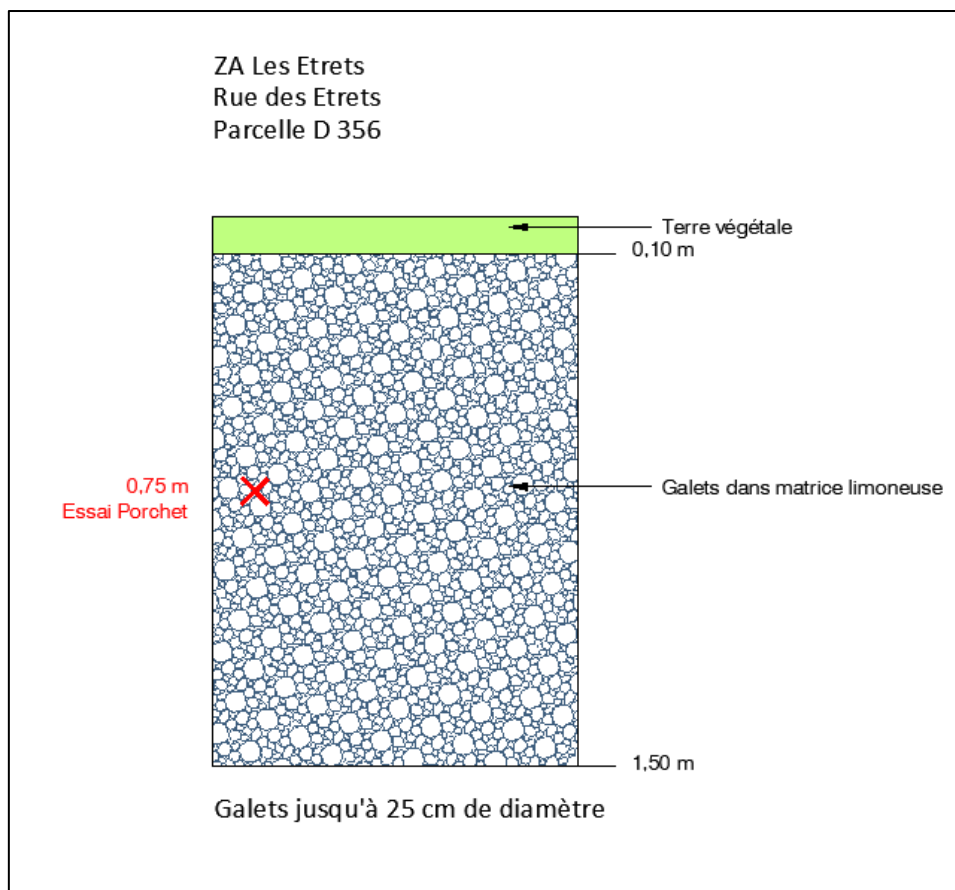 ZA Les Etrets
Rue des Etrets
Parcelle D 356
Terre végétale
0,10 m
0,75 m
Essai Porchet
Galets dans matrice limoneuse
1,50 m
Galets jusqu'à 25 cm de diamètre